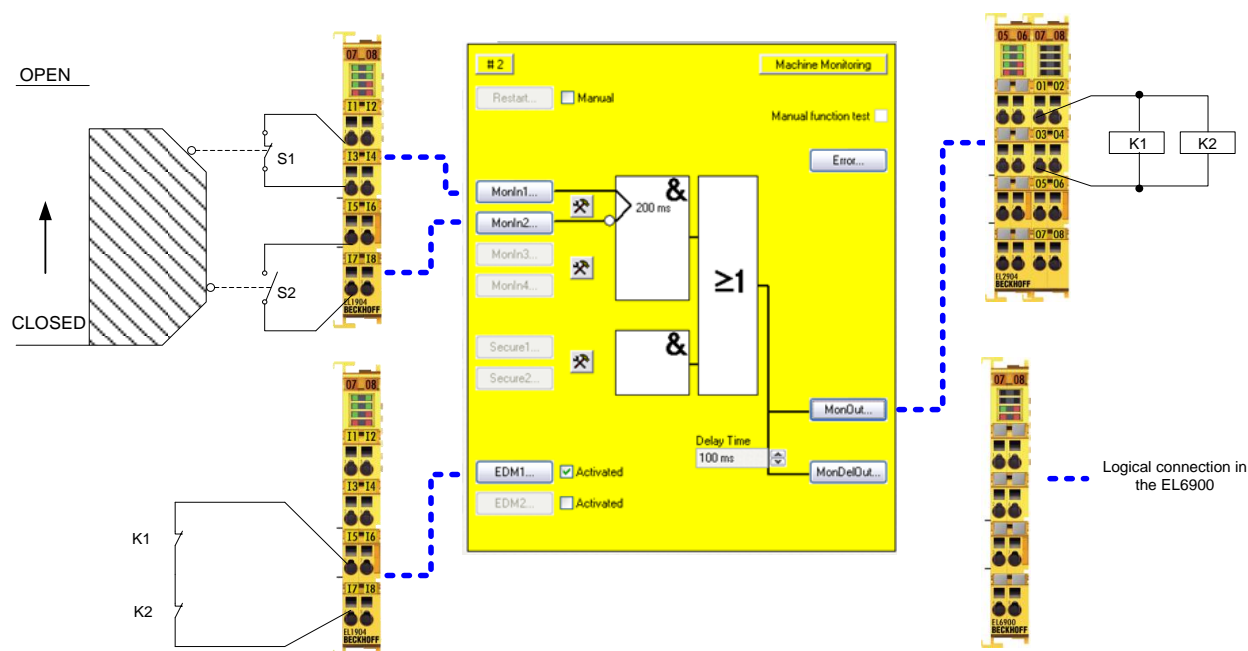 OPEN
CLOSED
S1
S2
07_08
I1 I2
I3 I4
I5 I6
I7 I8
EL1904
BECKHOFF
K1
K2
07_08
I1 I2
I3 I4
I5 I6
I7 I8
EL1904
BECKHOFF
# 2
Machine Monitoring
Restart...
Manual
Manual function test
Error...
MonIn1...
MonIn2...
MonIn3...
MonIn4...
200 ms
&
≥1
Secure1...
Secure2...
&
MonOut...
Delay Time
100 ms
MonDelOut...
EDM1...
Activated
EDM2...
Activated
05_06 07_08
01 02
03 04
05 06
07 08
EL2904
BECKHOFF
K1
K2
07_08
EL6900
BECKHOFF
Logical connection in
the EL6900